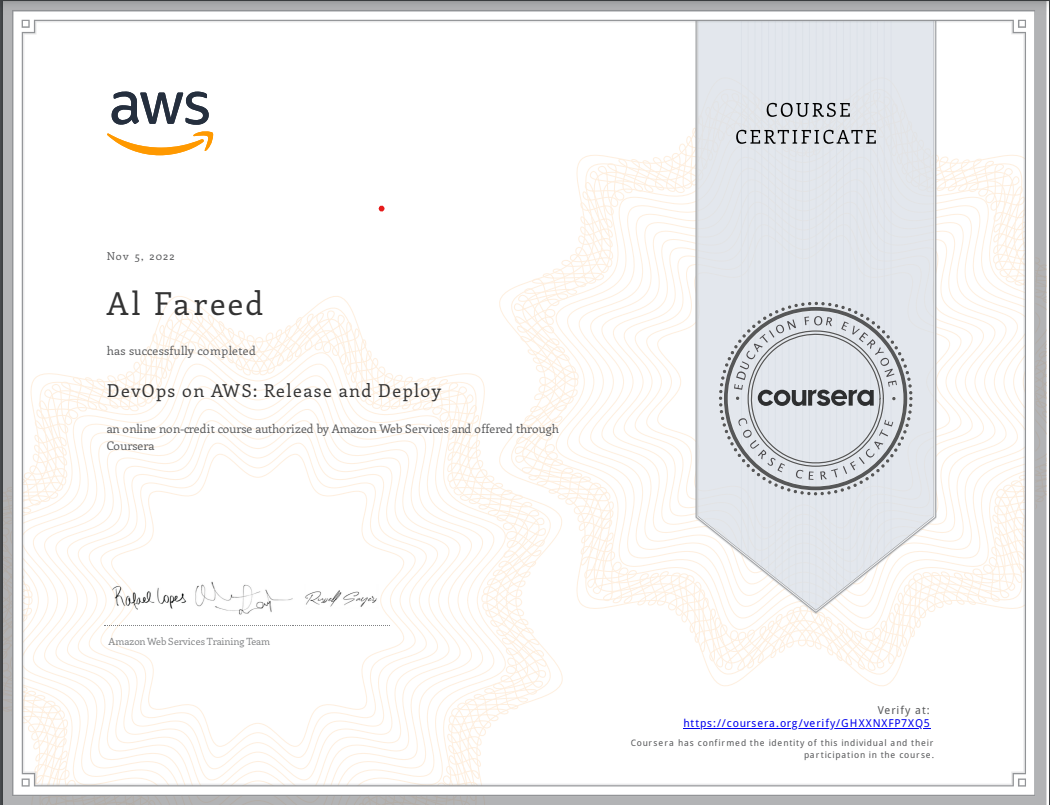 aws
COURSE
CERTIFICATE
Nov 5, 2022
Al Fareed
has successfully completed
DevOps on AWS: Release and Deploy
an online non-credit course authorized by Amazon Web Services and offered through
Coursera
EDUCATION FOR EVERYONE
coursera
COURSE CERTIFICATE
Rafael Lopes
Russell Sayers
Amazon Web Services Training Team
Verify at:
https://coursera.org/verify/GHXXNXFP7XQ5
Coursera has confirmed the identity of this individual and their
participation in the course.